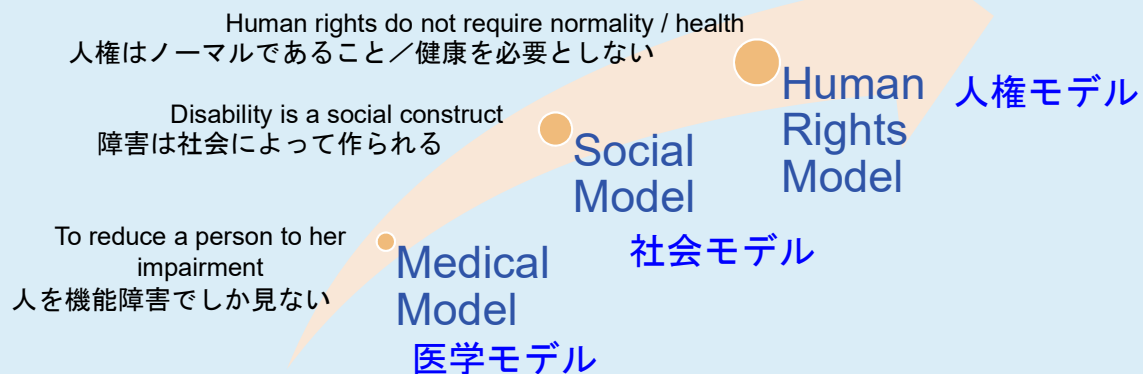 Human rights do not require normality / health
人権はノーマルであること／健康を必要としない
Human
Rights
Model
人権モデル
Disability is a social construct
障害は社会によって作られる
Social
Model
社会モデル
To reduce a person to her
impairment
人を機能障害でしか見ない
Medical
Model
医学モデル